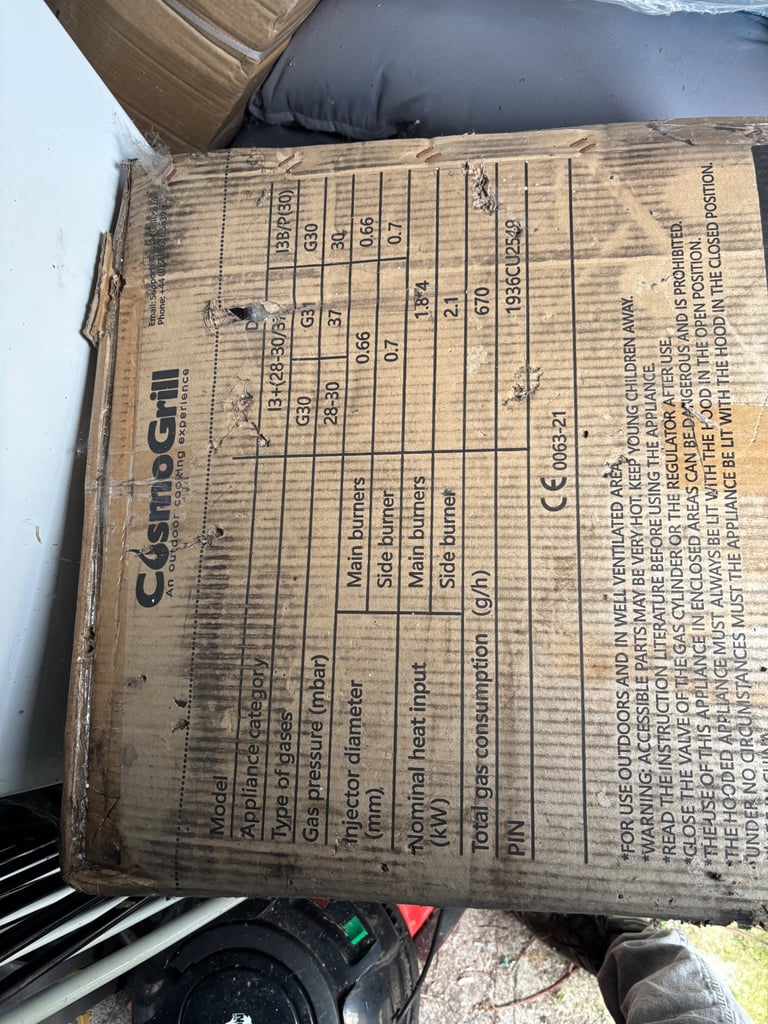 CosmoGrill
An outdoor cooking experience
Email:
Phone: +44
Model
Appliance category I3+(28-30/37) I3B/P(30)
Type of gases G30 G31 G30
Gas pressure (mbar) 28-30 37 30
Injector diameter (mm), Main burners 0.66 0.66
Side burner 0.7 0.7
Nominal heat input (kW) Main burners 1.8*4
Side burner 2.1
Total gas consumption (g/h) 670
PIN 1936CU2549
CE 0063-21
*FOR USE OUTDOORS AND IN WELL VENTILATED AREA.
*WARNING: ACCESSIBLE PARTS MAY BE VERY HOT. KEEP YOUNG CHILDREN AWAY.
*READ THE INSTRUCTION LITERATURE BEFORE USING THE APPLIANCE.
*CLOSE THE VALVE OF THE GAS CYLINDER OR THE REGULATOR AFTER USE.
*THE USE OF THIS APPLIANCE IN ENCLOSED AREAS CAN BE DANGEROUS AND IS PROHIBITED.
*THE HOODED APPLIANCE MUST ALWAYS BE LIT WITH THE HOOD IN THE OPEN POSITION.
*UNDER NO CIRCUMSTANCES MUST THE APPLIANCE BE LIT WITH THE HOOD IN THE CLOSED POSITION.